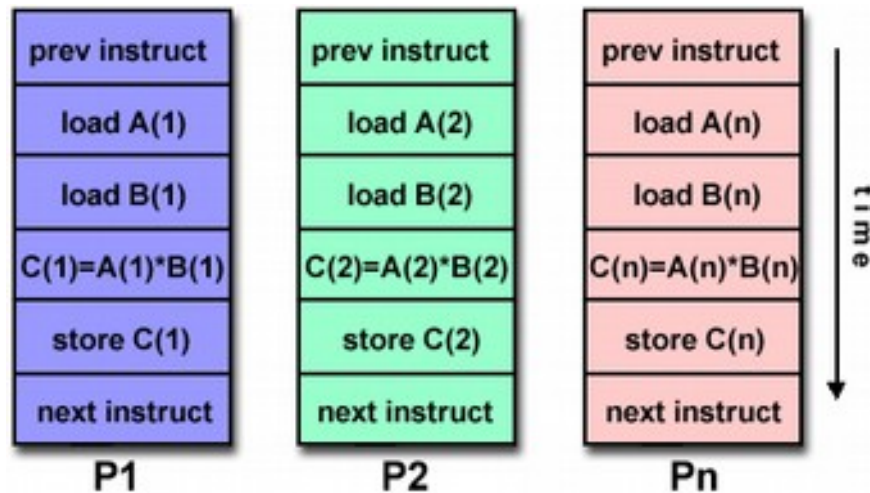 prev instruct
load A(1)
load B(1)
C(1)=A(1)*B(1)
store C(1)
next instruct
P1
prev instruct
load A(2)
load B(2)
C(2)=A(2)*B(2)
store C(2)
next instruct
P2
prev instruct
load A(n)
load B(n)
C(n)=A(n)*B(n)
store C(n)
next instruct
Pn
time